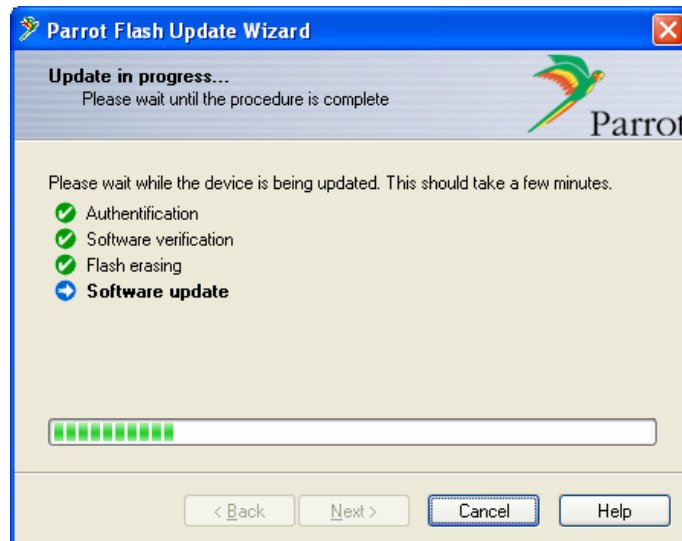 Parrot Flash Update Wizard
Update in progress...
Please wait until the procedure is complete
Parrot
Please wait while the device is being updated. This should take a few minutes.
Authentification
Software verification
Flash erasing
Software update
< Back
Next >
Cancel
Help